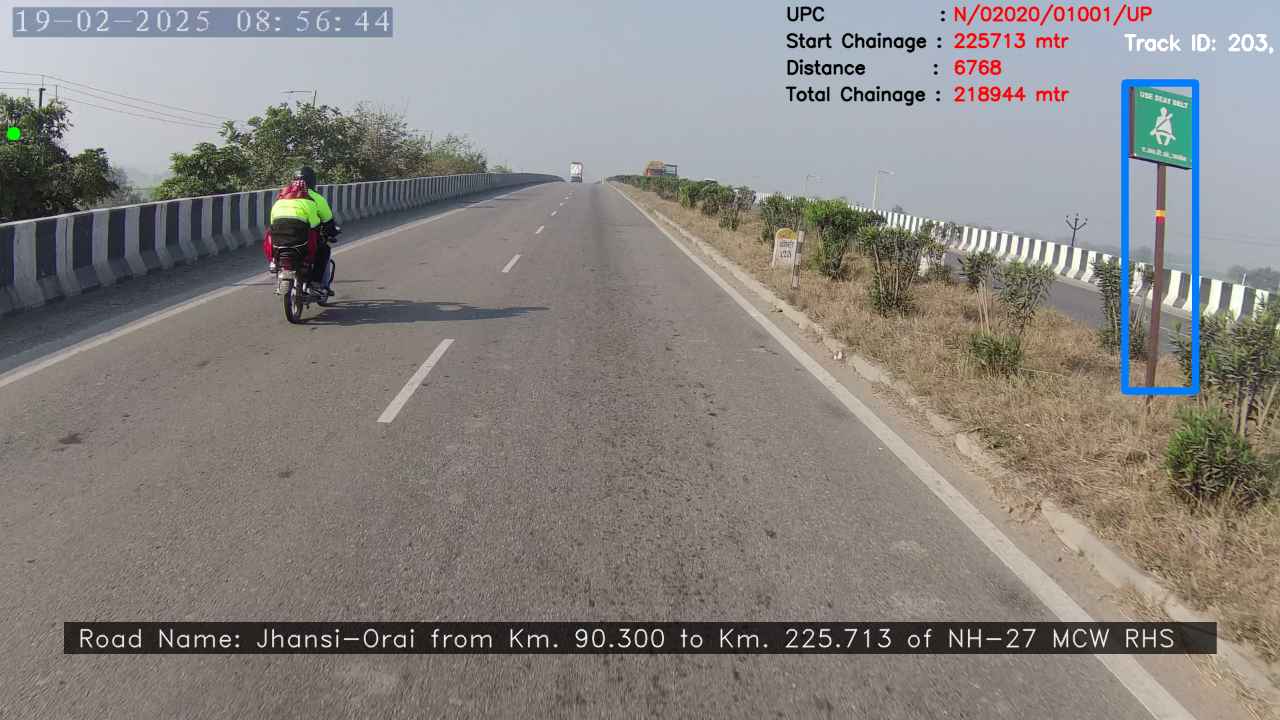 19-02-2025 08:56:44
UPC : N/02020/01001/UP
Start Chainage : 225713 mtr
Track ID: 203,
Distance : 6768
Total Chainage : 218944 mtr
USE SEAT BELT
Road Name: Jhansi-Orai from Km. 90.300 to Km. 225.713 of NH-27 MCW RHS